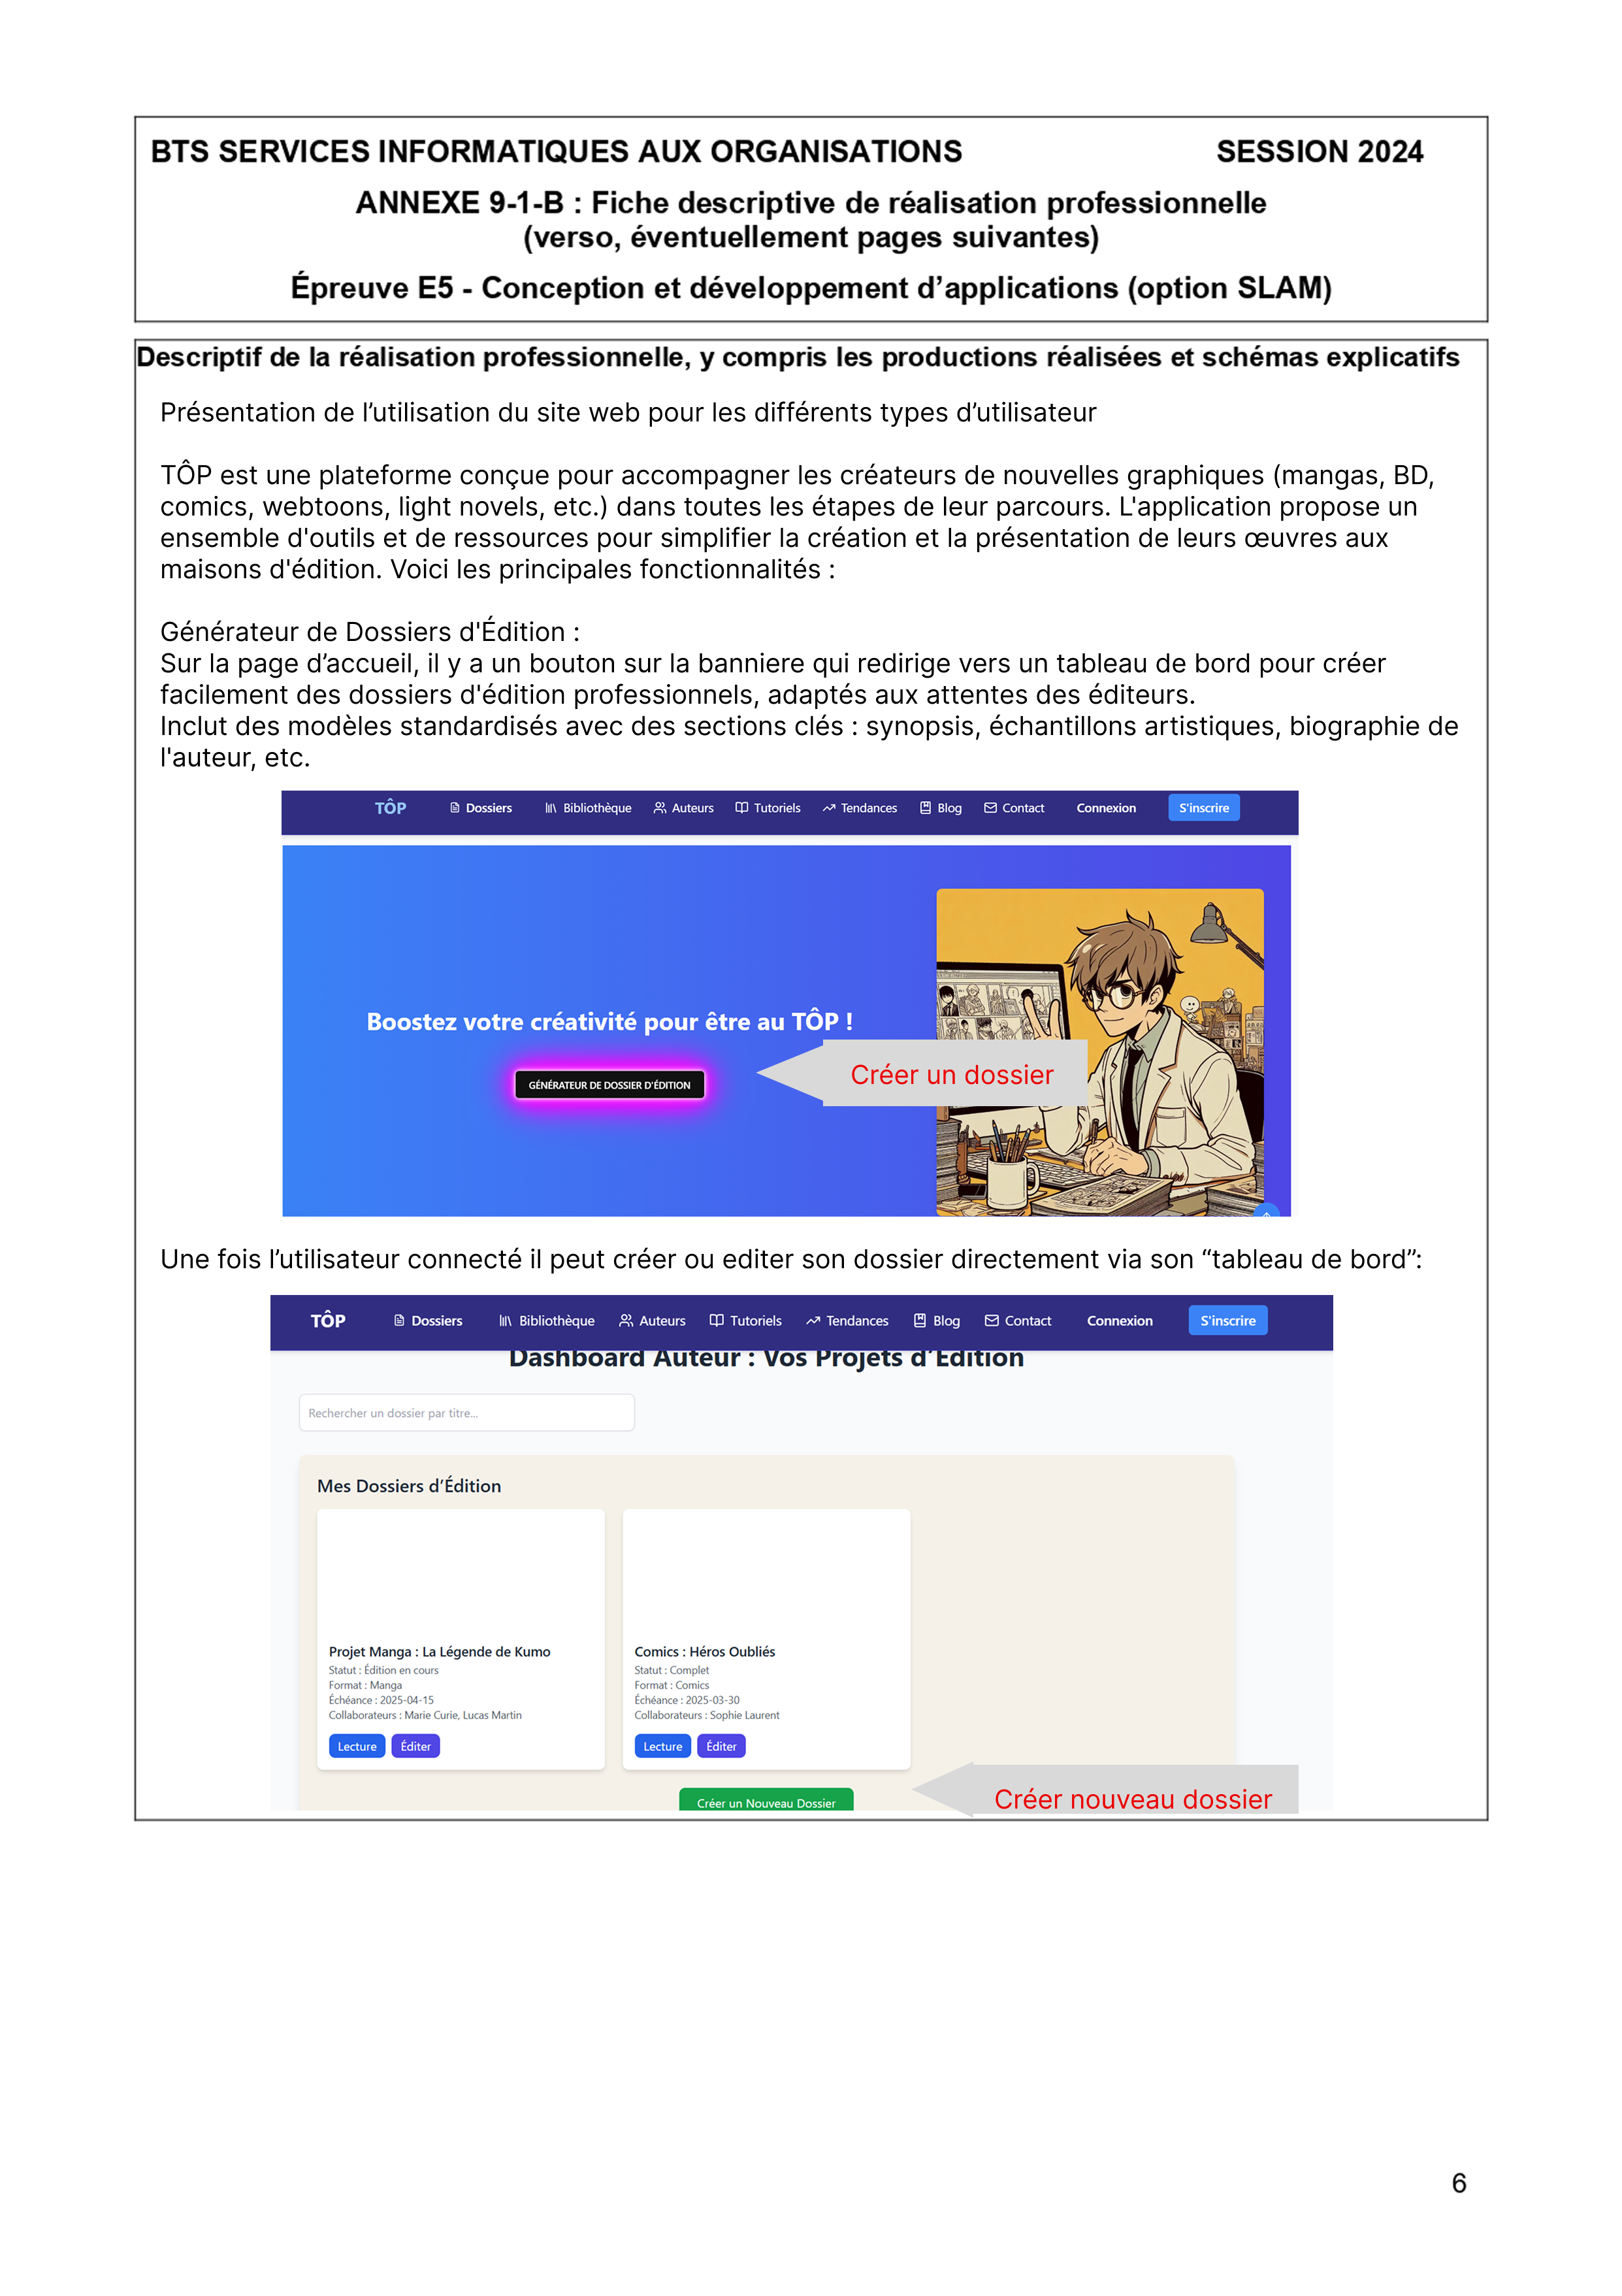 BTS SERVICES INFORMATIQUES AUX ORGANISATIONS SESSION 2024
ANNEXE 9-1-B : Fiche descriptive de réalisation professionnelle
(verso, éventuellement pages suivantes)
Épreuve E5 - Conception et développement d’applications (option SLAM)
Descriptif de la réalisation professionnelle, y compris les productions réalisées et schémas explicatifs
Présentation de l’utilisation du site web pour les différents types d’utilisateur
TÔP est une plateforme conçue pour accompagner les créateurs de nouvelles graphiques (mangas, BD,
comics, webtoons, light novels, etc.) dans toutes les étapes de leur parcours. L'application propose un
ensemble d'outils et de ressources pour simplifier la création et la présentation de leurs œuvres aux
maisons d'édition. Voici les principales fonctionnalités :
Générateur de Dossiers d'Édition :
Sur la page d’accueil, il y a un bouton sur la banniere qui redirige vers un tableau de bord pour créer
facilement des dossiers d'édition professionnels, adaptés aux attentes des éditeurs.
Inclut des modèles standardisés avec des sections clés : synopsis, échantillons artistiques, biographie de
l'auteur, etc.
TÔP Dossiers Bibliothèque Auteurs Tutoriels Tendances Blog Contact Connexion S'inscrire
Boostez votre créativité pour être au TÔP !
GÉNÉRATEUR DE DOSSIER D'ÉDITION
Créer un dossier
Une fois l’utilisateur connecté il peut créer ou editer son dossier directement via son “tableau de bord”:
TÔP Dossiers Bibliothèque Auteurs Tutoriels Tendances Blog Contact Connexion S'inscrire
Dashboard Auteur : Vos Projets d’Édition
Rechercher un dossier par titre...
Mes Dossiers d’Édition
Projet Manga : La Légende de Kumo
Statut : Édition en cours
Format : Manga
Échéance : 2025-04-15
Collaborateurs : Marie Curie, Lucas Martin
Lecture Éditer
Comics : Héros Oubliés
Statut : Complet
Format : Comics
Échéance : 2025-03-30
Collaborateurs : Sophie Laurent
Lecture Éditer
Créer un Nouveau Dossier
Créer nouveau dossier
6